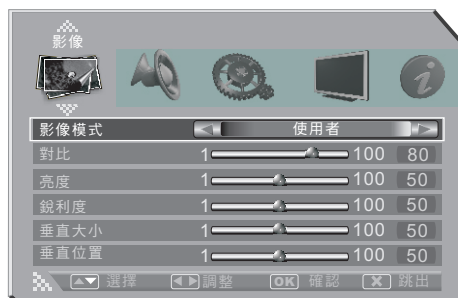 影像
影像模式 使用者
對比 1 100 80
亮度 1 100 50
銳利度 1 100 50
垂直大小 1 100 50
垂直位置 1 100 50
選擇 調整 OK 確認 X 跳出